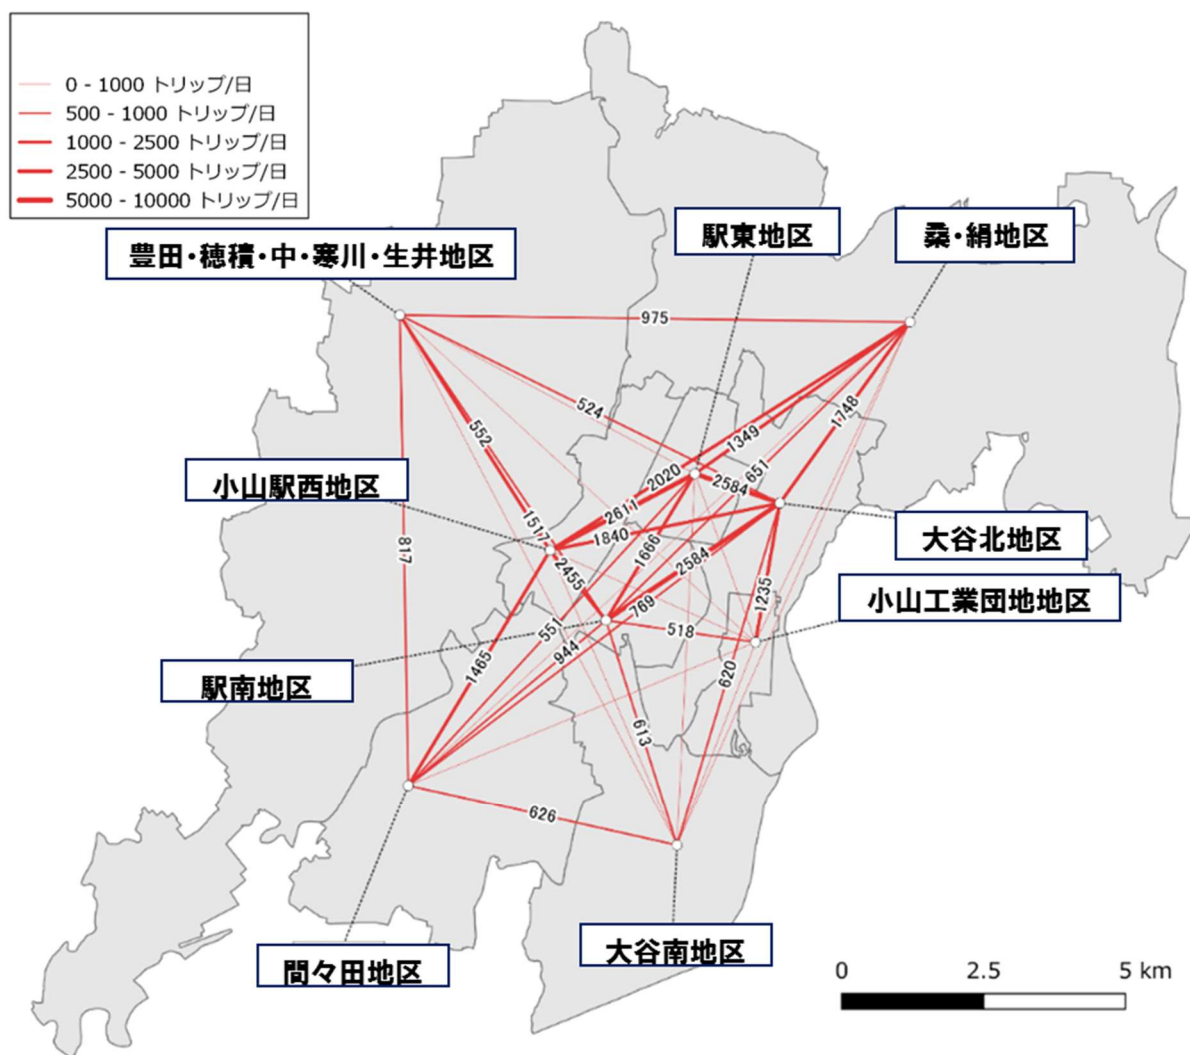 0 - 1000 トリップ/日
500 - 1000 トリップ/日
1000 - 2500 トリップ/日
2500 - 5000 トリップ/日
5000 - 10000 トリップ/日
駅東地区
桑・絹地区
豊田・穂積・中・寒川・生井地区
975
524
552
1748
1349
小山駅西地区
2020
651
2584
2611
1517
1840
大谷北地区
817
1666
2584
2455
小山工業団地地区
1235
769
551
518
944
1465
駅南地区
620
613
626
間々田地区
大谷南地区
0 2.5 5 km